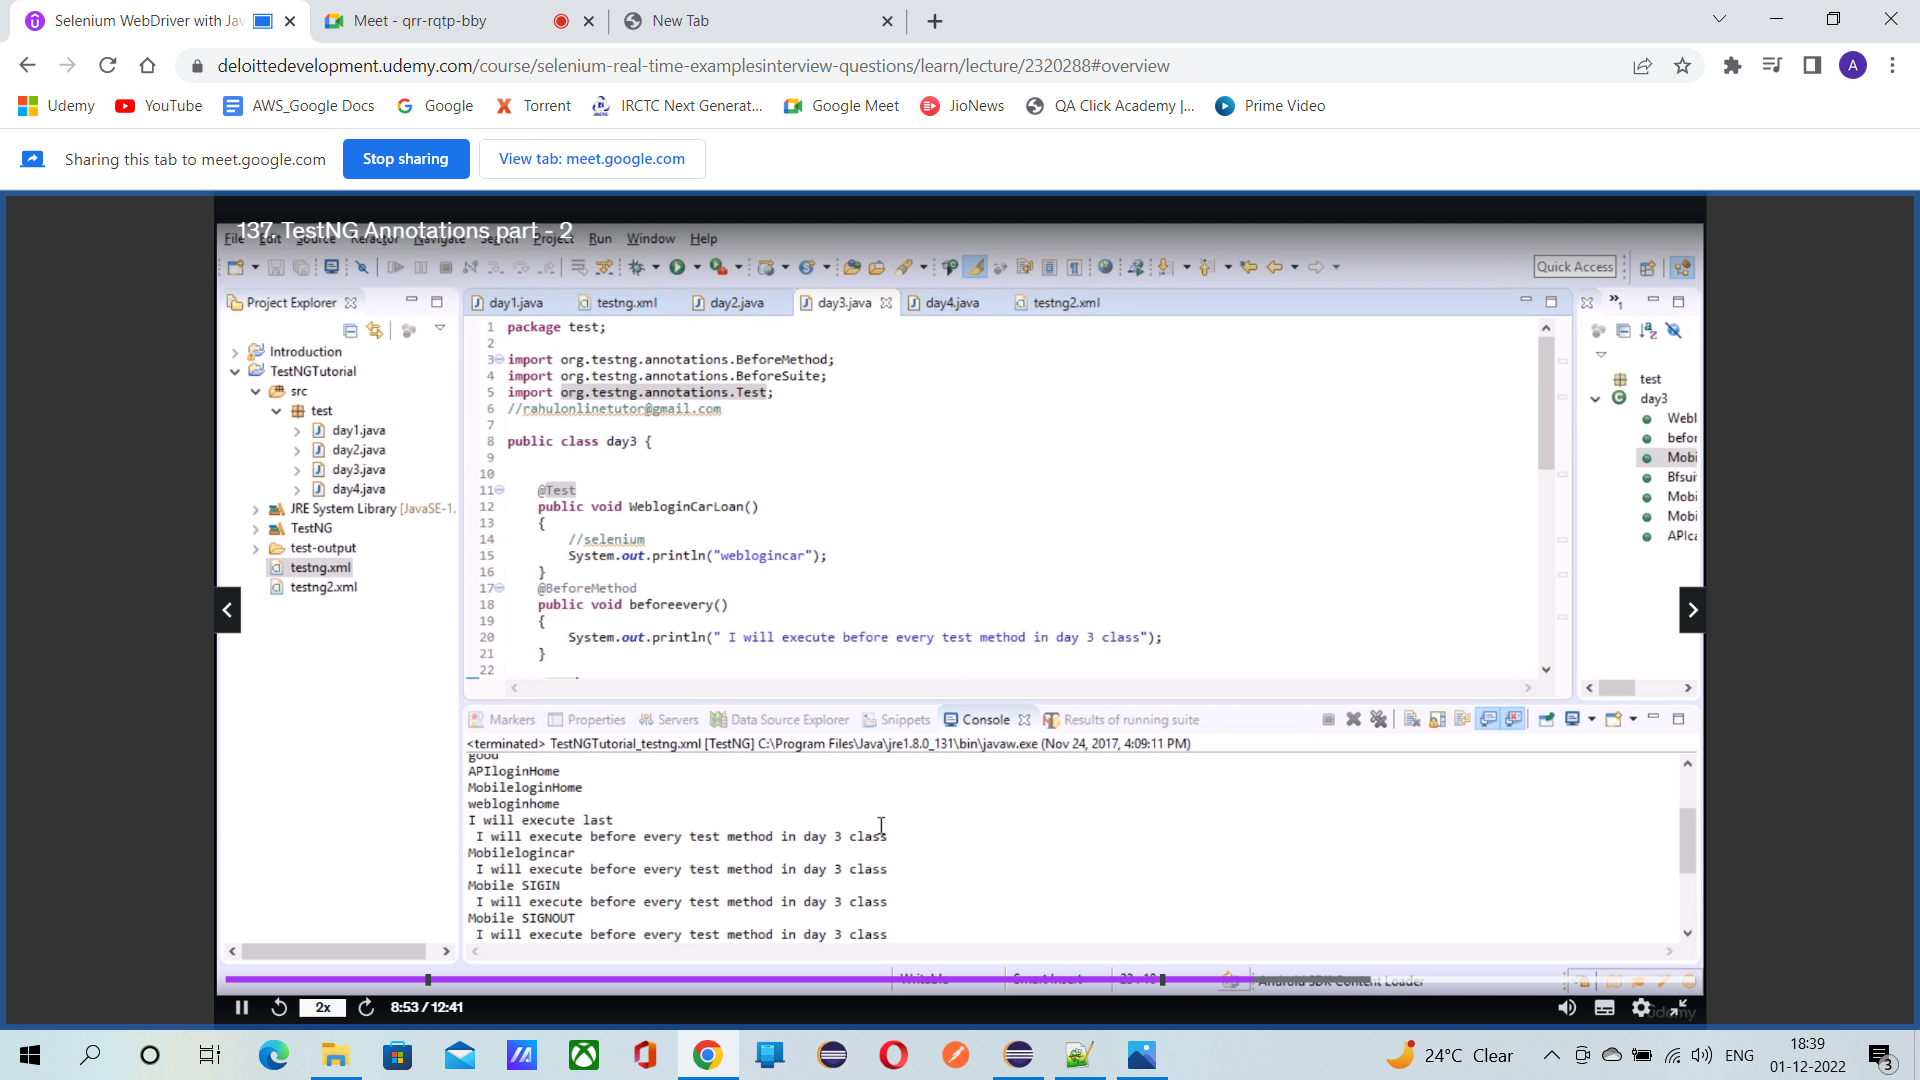 Selenium WebDriver with Jav
Meet - qrr-rqtp-bby
New Tab
deloittedevelopment.udemy.com/course/selenium-real-time-examplesinterview-questions/learn/lecture/2320288#overview
A
Udemy
YouTube
AWS_Google Docs
Google
Torrent
IRCTC Next Generat...
Google Meet
JioNews
QA Click Academy |...
Prime Video
Sharing this tab to meet.google.com
Stop sharing
View tab: meet.google.com
137. TestNG Annotations part - 2
File Edit Source Refactor Navigate Search Project Run Window Help
Quick Access
Project Explorer
day1.java
testng.xml
day2.java
day3.java
day4.java
testng2.xml
Introduction
TestNGTutorial
src
test
day1.java
day2.java
day3.java
day4.java
JRE System Library [JavaSE-1.
TestNG
test-output
testng.xml
testng2.xml
1 package test;
2
3 import org.testng.annotations.BeforeMethod;
4 import org.testng.annotations.BeforeSuite;
5 import org.testng.annotations.Test;
6 //rahulonlinetutor@gmail.com
7
8 public class day3 {
9
10
11 @Test
12 public void WebloginCarLoan()
13 {
14 //selenium
15 System.out.println("weblogincar");
16 }
17 @BeforeMethod
18 public void beforeevery()
19 {
20 System.out.println(" I will execute before every test method in day 3 class");
21 }
22
test
day3
Webl
befor
Mobi
Bfsui
Mobi
Mobi
APIca
Markers
Properties
Servers
Data Source Explorer
Snippets
Console
Results of running suite
<terminated> TestNGTutorial_testng.xml [TestNG] C:\Program Files\Java\jre1.8.0_131\bin\javaw.exe (Nov 24, 2017, 4:09:11 PM)
good
APIloginHome
MobileloginHome
webloginhome
I will execute last
I will execute before every test method in day 3 class
Mobilelogincar
I will execute before every test method in day 3 class
Mobile SIGIN
I will execute before every test method in day 3 class
Mobile SIGNOUT
I will execute before every test method in day 3 class
Writable
Smart Insert
Android SDK Content Loader
2x
8:53 / 12:41
udemy
24°C Clear
ENG
18:39
01-12-2022
3